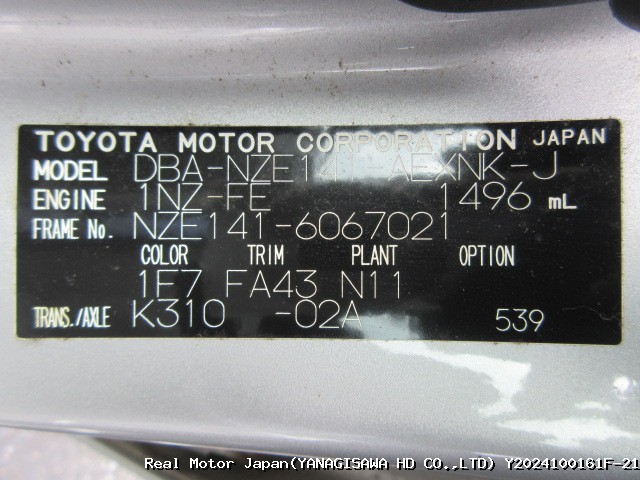 TOYOTA MOTOR CORPORATION JAPAN
MODEL DBA-NZE141-AEXNK-J
ENGINE 1NZ-FE 1496 mL
FRAME No. NZE141-6067021
COLOR TRIM PLANT OPTION
1F7 FA43 N11
TRANS./AXLE K310 -02A 539
Real Motor Japan(YANAGISAWA HD CO.,LTD) Y2024100161F-21